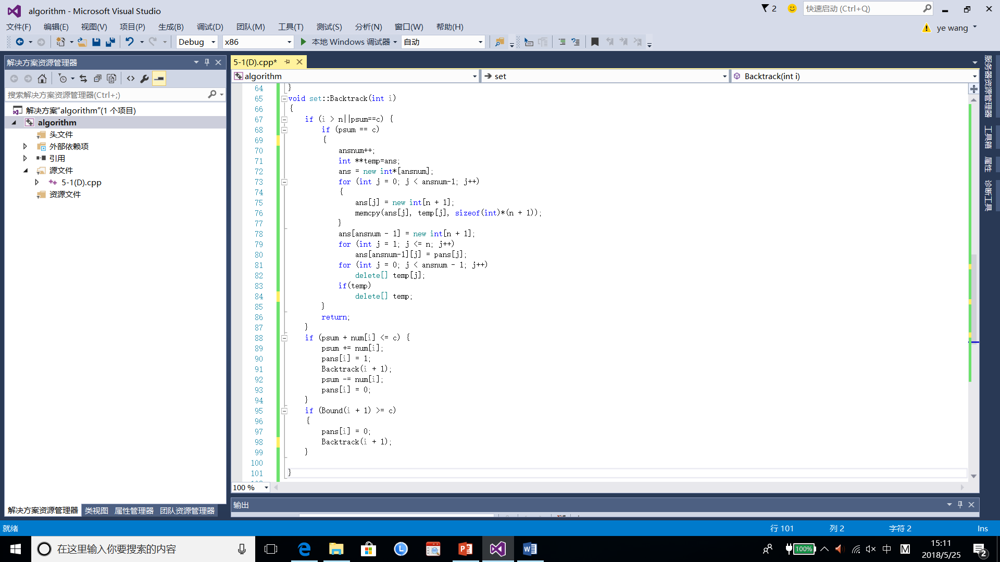 algorithm - Microsoft Visual Studio
2
快速启动 (Ctrl+Q)
文件(F) 编辑(E) 视图(V) 项目(P) 生成(B) 调试(D) 团队(M) 工具(T) 测试(S) 分析(N) 窗口(W) 帮助(H)
ye wang
Debug x86 本地 Windows 调试器 自动
解决方案资源管理器
搜索解决方案资源管理器(Ctrl+;)
解决方案"algorithm"(1 个项目)
algorithm
头文件
外部依赖项
引用
源文件
5-1(D).cpp
资源文件
解决方案资源管理器 类视图 属性管理器 团队资源管理器
5-1(D).cpp*
algorithm set Backtrack(int i)
64 }
65 void set::Backtrack(int i)
66 {
67 if (i > n||psum==c) {
68 if (psum == c)
69 {
70 ansnum++;
71 int **temp=ans;
72 ans = new int*[ansnum];
73 for (int j = 0; j < ansnum-1; j++)
74 {
75 ans[j] = new int[n + 1];
76 memcpy(ans[j], temp[j], sizeof(int)*(n + 1));
77 }
78 ans[ansnum - 1] = new int[n + 1];
79 for (int j = 1; j <= n; j++)
80 ans[ansnum-1][j] = pans[j];
81 for (int j = 0; j < ansnum - 1; j++)
82 delete[] temp[j];
83 if(temp)
84 delete[] temp;
85 }
86 return;
87 }
88 if (psum + num[i] <= c) {
89 psum += num[i];
90 pans[i] = 1;
91 Backtrack(i + 1);
92 psum -= num[i];
93 pans[i] = 0;
94 }
95 if (Bound(i + 1) >= c)
96 {
97 pans[i] = 0;
98 Backtrack(i + 1);
99 }
100
101 }
100 %
输出
服务器资源管理器
工具箱
属性
诊断工具
就绪 行 101 列 2 字符 2 Ins
在这里输入你要搜索的内容
100%
中
M
15:11
2018/5/25
2